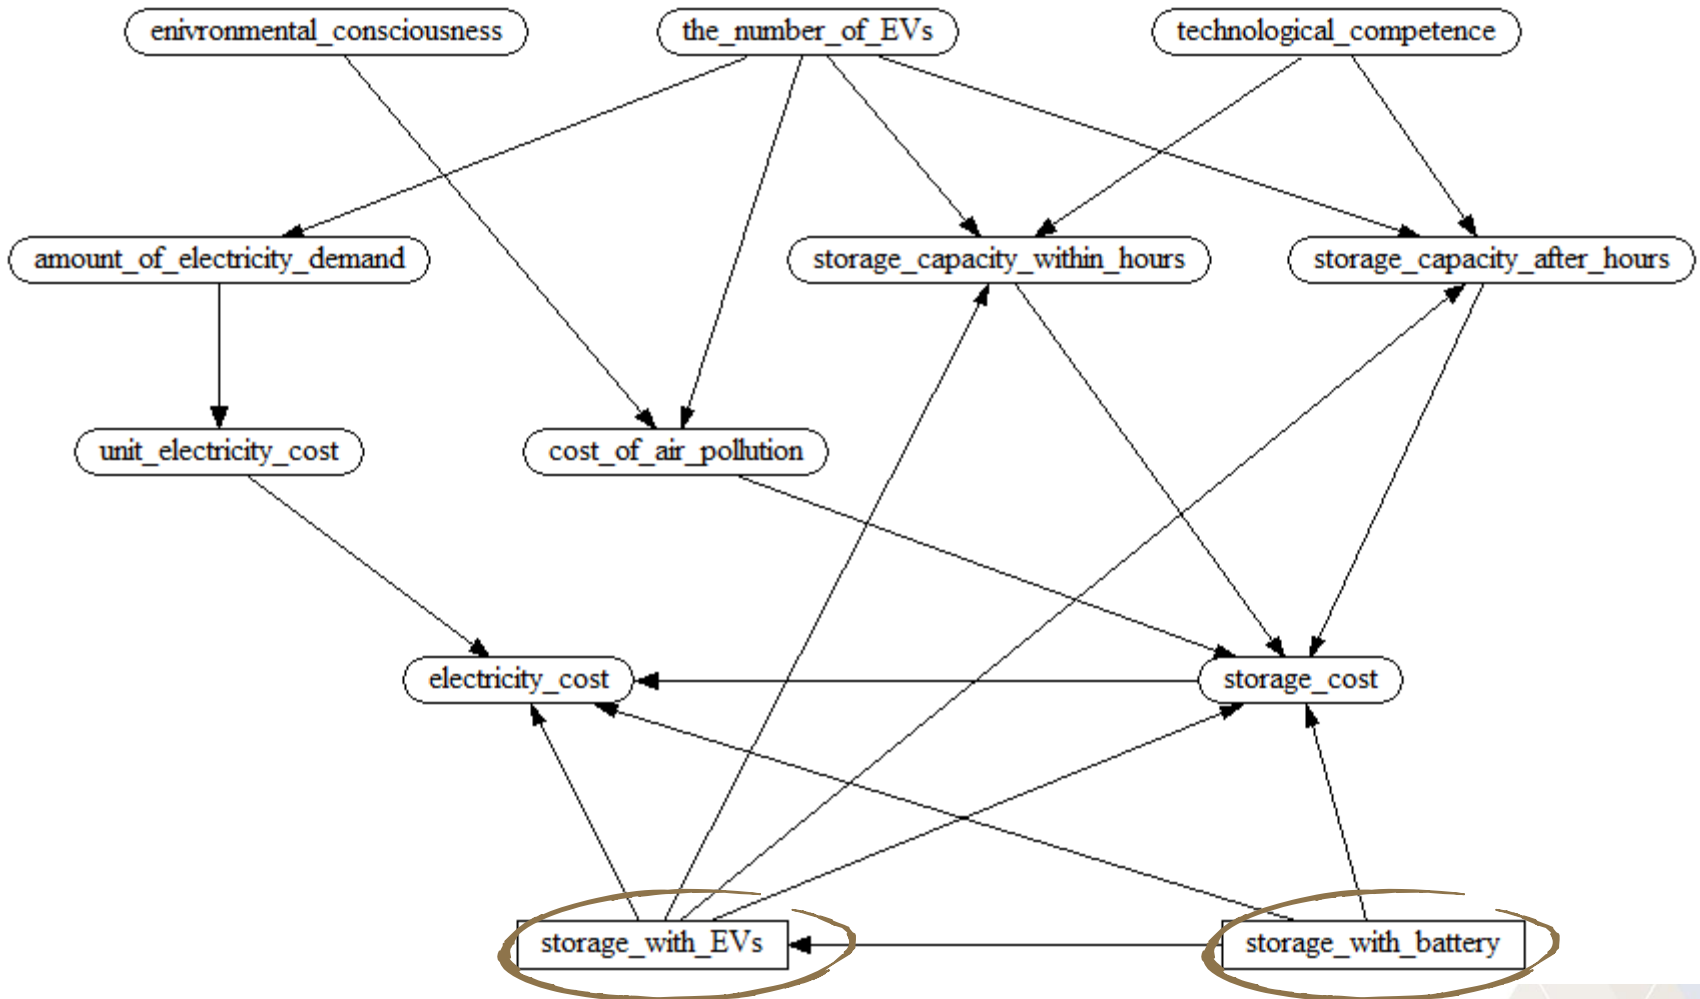 enivronmental_consciousness
the_number_of_EVs
technological_competence
amount_of_electricity_demand
storage_capacity_within_hours
storage_capacity_after_hours
unit_electricity_cost
cost_of_air_pollution
electricity_cost
storage_cost
storage_with_EVs
storage_with_battery